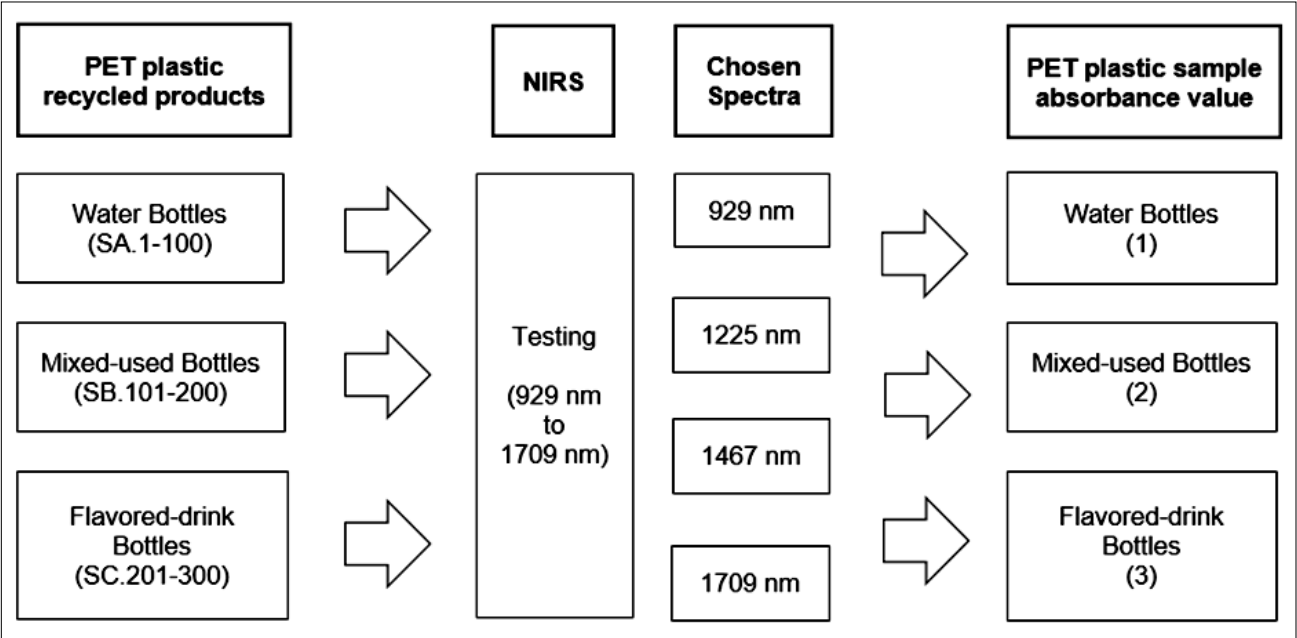 PET plastic
recycled products
NIRS
Chosen
Spectra
PET plastic sample
absorbance value
Water Bottles
(SA.1-100)
Mixed-used Bottles
(SB.101-200)
Flavored-drink
Bottles
(SC.201-300)
Testing
(929 nm
to
1709 nm)
929 nm
1225 nm
1467 nm
1709 nm
Water Bottles
(1)
Mixed-used Bottles
(2)
Flavored-drink
Bottles
(3)